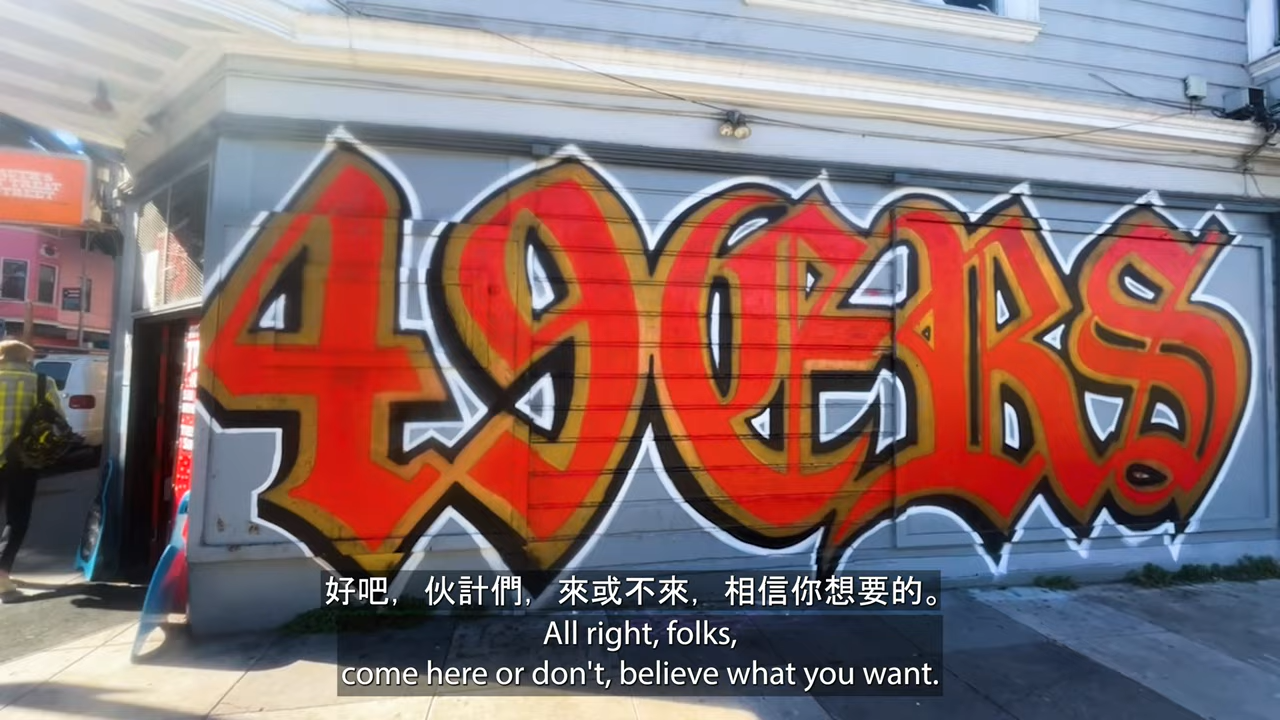 49ERS
好吧，伙計們，來或不來，相信你想要的。
All right, folks,
come here or don't, believe what you want.